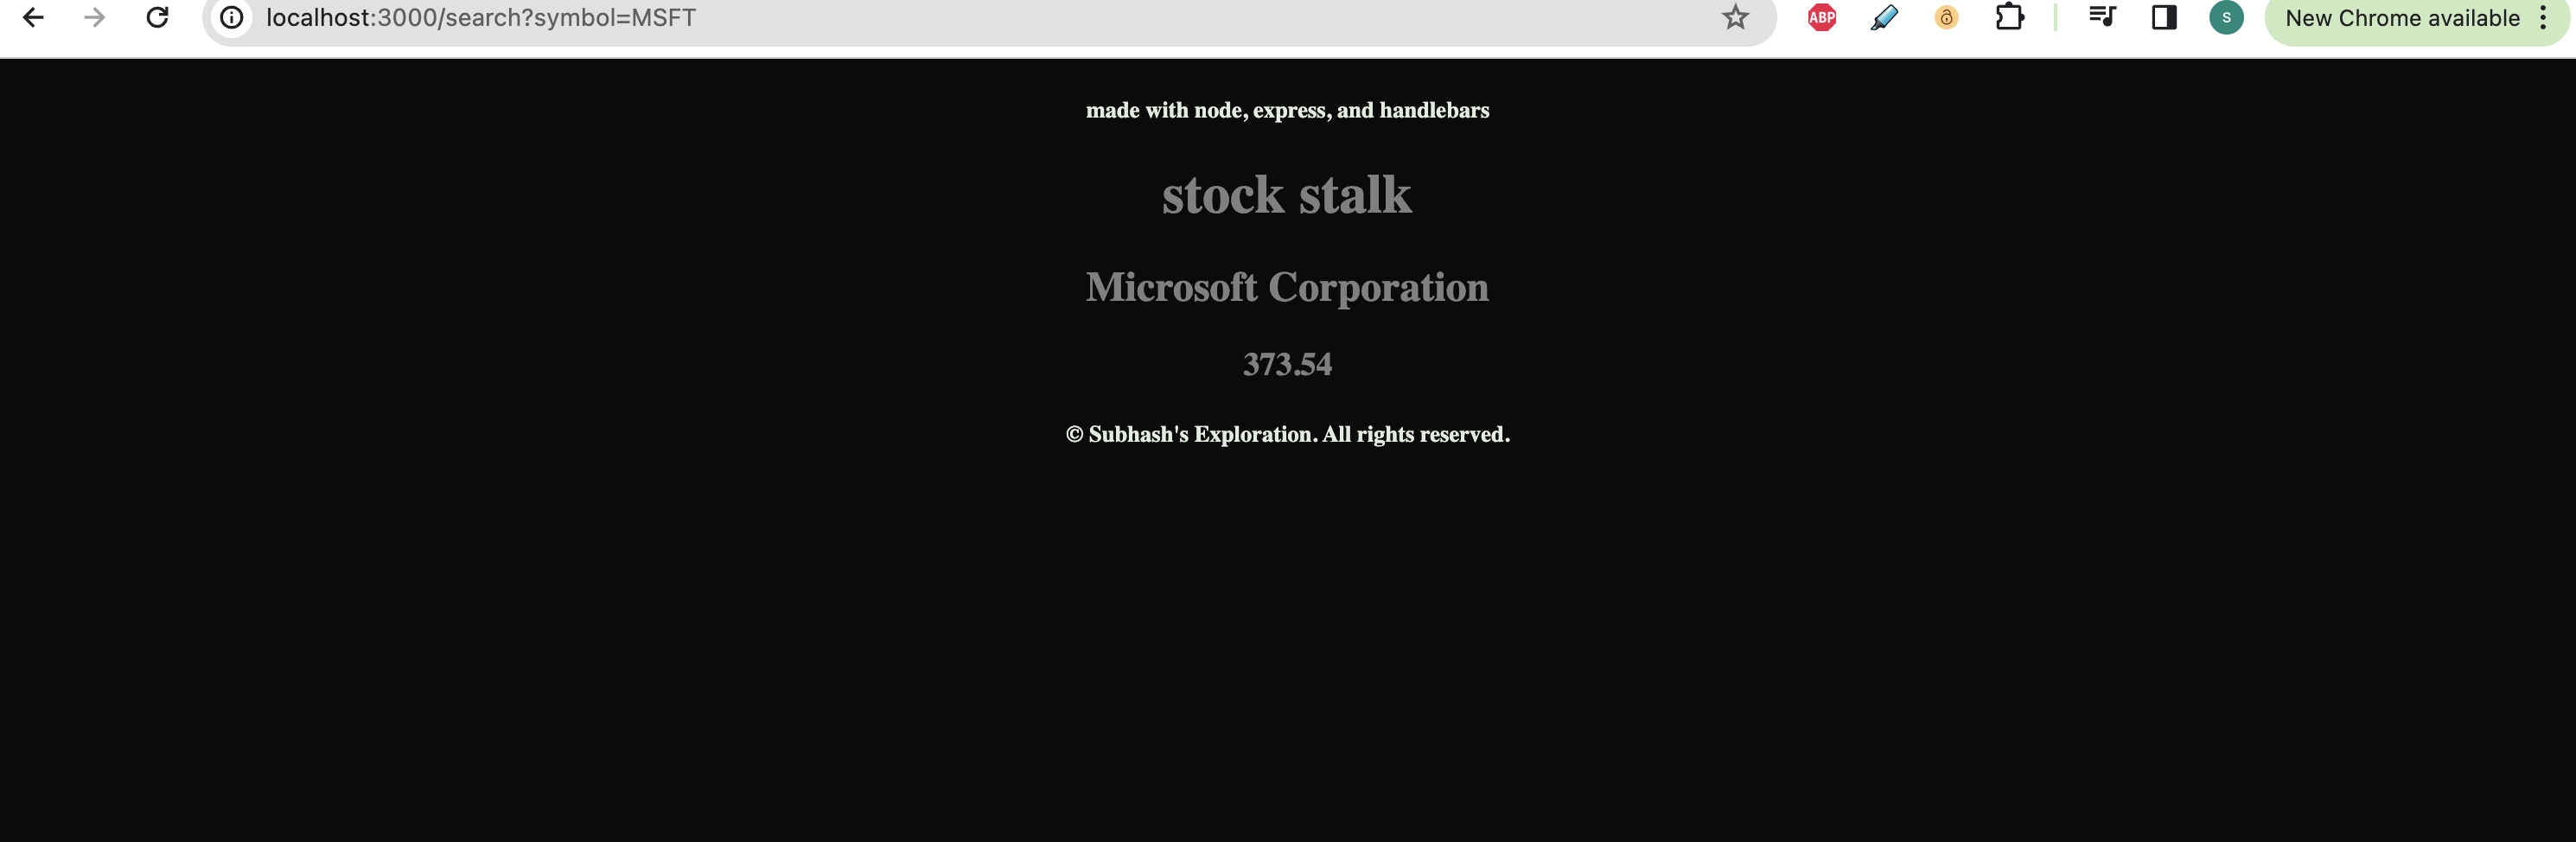 localhost:3000/search?symbol=MSFT
ABP
S
New Chrome available
made with node, express, and handlebars
stock stalk
Microsoft Corporation
373.54
© Subhash's Exploration. All rights reserved.